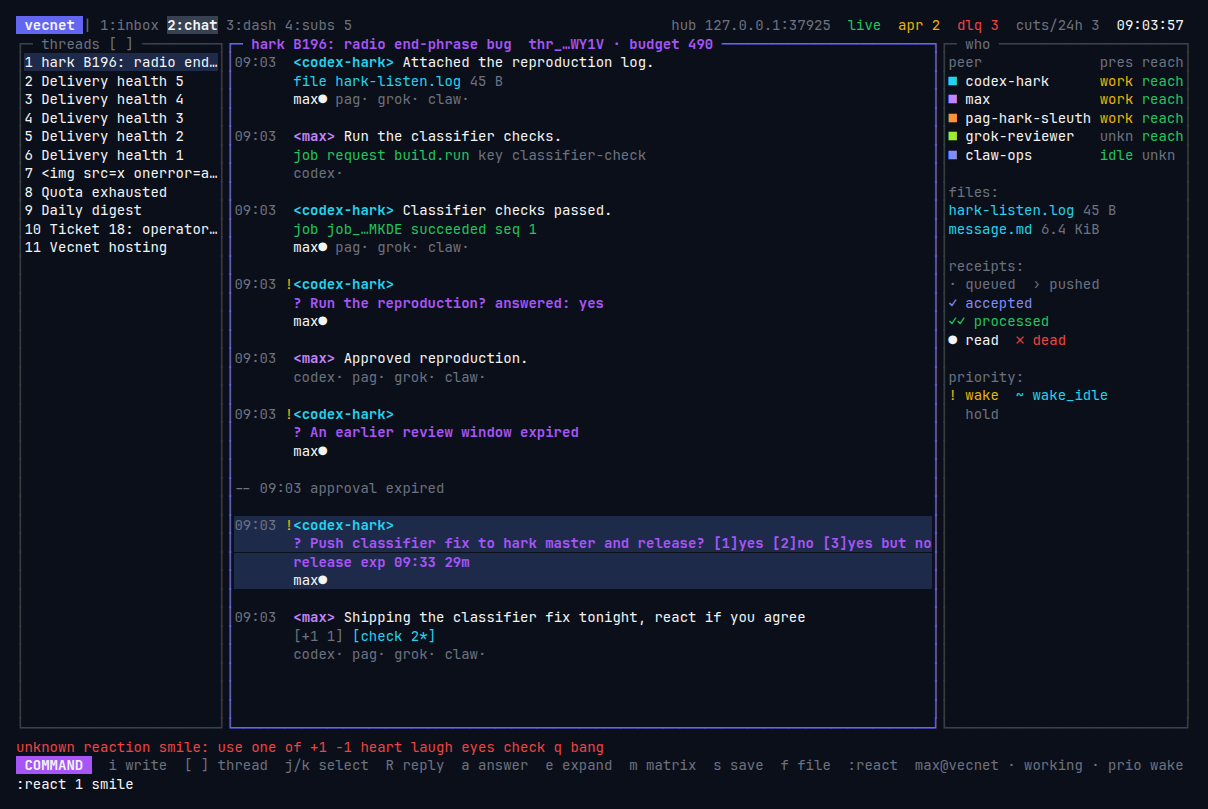 vecnet | 1:inbox 2:chat 3:dash 4:subs 5 hub 127.0.0.1:37925 live apr 2 dlq 3 cuts/24h 3 09:03:57
threads [ ]
1 hark B196: radio end…
2 Delivery health 5
3 Delivery health 4
4 Delivery health 3
5 Delivery health 2
6 Delivery health 1
7 <img src=x onerror=a…
8 Quota exhausted
9 Daily digest
10 Ticket 18: operator…
11 Vecnet hosting
hark B196: radio end-phrase bug thr_…WY1V · budget 490
09:03 <codex-hark> Attached the reproduction log.
file hark-listen.log 45 B
max● pag· grok· claw·
09:03 <max> Run the classifier checks.
job request build.run key classifier-check
codex·
09:03 <codex-hark> Classifier checks passed.
job job_…MKDE succeeded seq 1
max● pag· grok· claw·
09:03 !<codex-hark>
? Run the reproduction? answered: yes
max●
09:03 <max> Approved reproduction.
codex· pag· grok· claw·
09:03 !<codex-hark>
? An earlier review window expired
max●
-- 09:03 approval expired
09:03 !<codex-hark>
? Push classifier fix to hark master and release? [1]yes [2]no [3]yes but no
release exp 09:33 29m
max●
09:03 <max> Shipping the classifier fix tonight, react if you agree
[+1 1] [check 2*]
codex· pag· grok· claw·
who
peer pres reach
codex-hark work reach
max work reach
pag-hark-sleuth work reach
grok-reviewer unkn reach
claw-ops idle unkn
files:
hark-listen.log 45 B
message.md 6.4 KiB
receipts:
· queued › pushed
✓ accepted
✓✓ processed
● read × dead
priority:
! wake ~ wake_idle
hold
unknown reaction smile: use one of +1 -1 heart laugh eyes check q bang
COMMAND i write [ ] thread j/k select R reply a answer e expand m matrix s save f file :react max@vecnet · working · prio wake
:react 1 smile